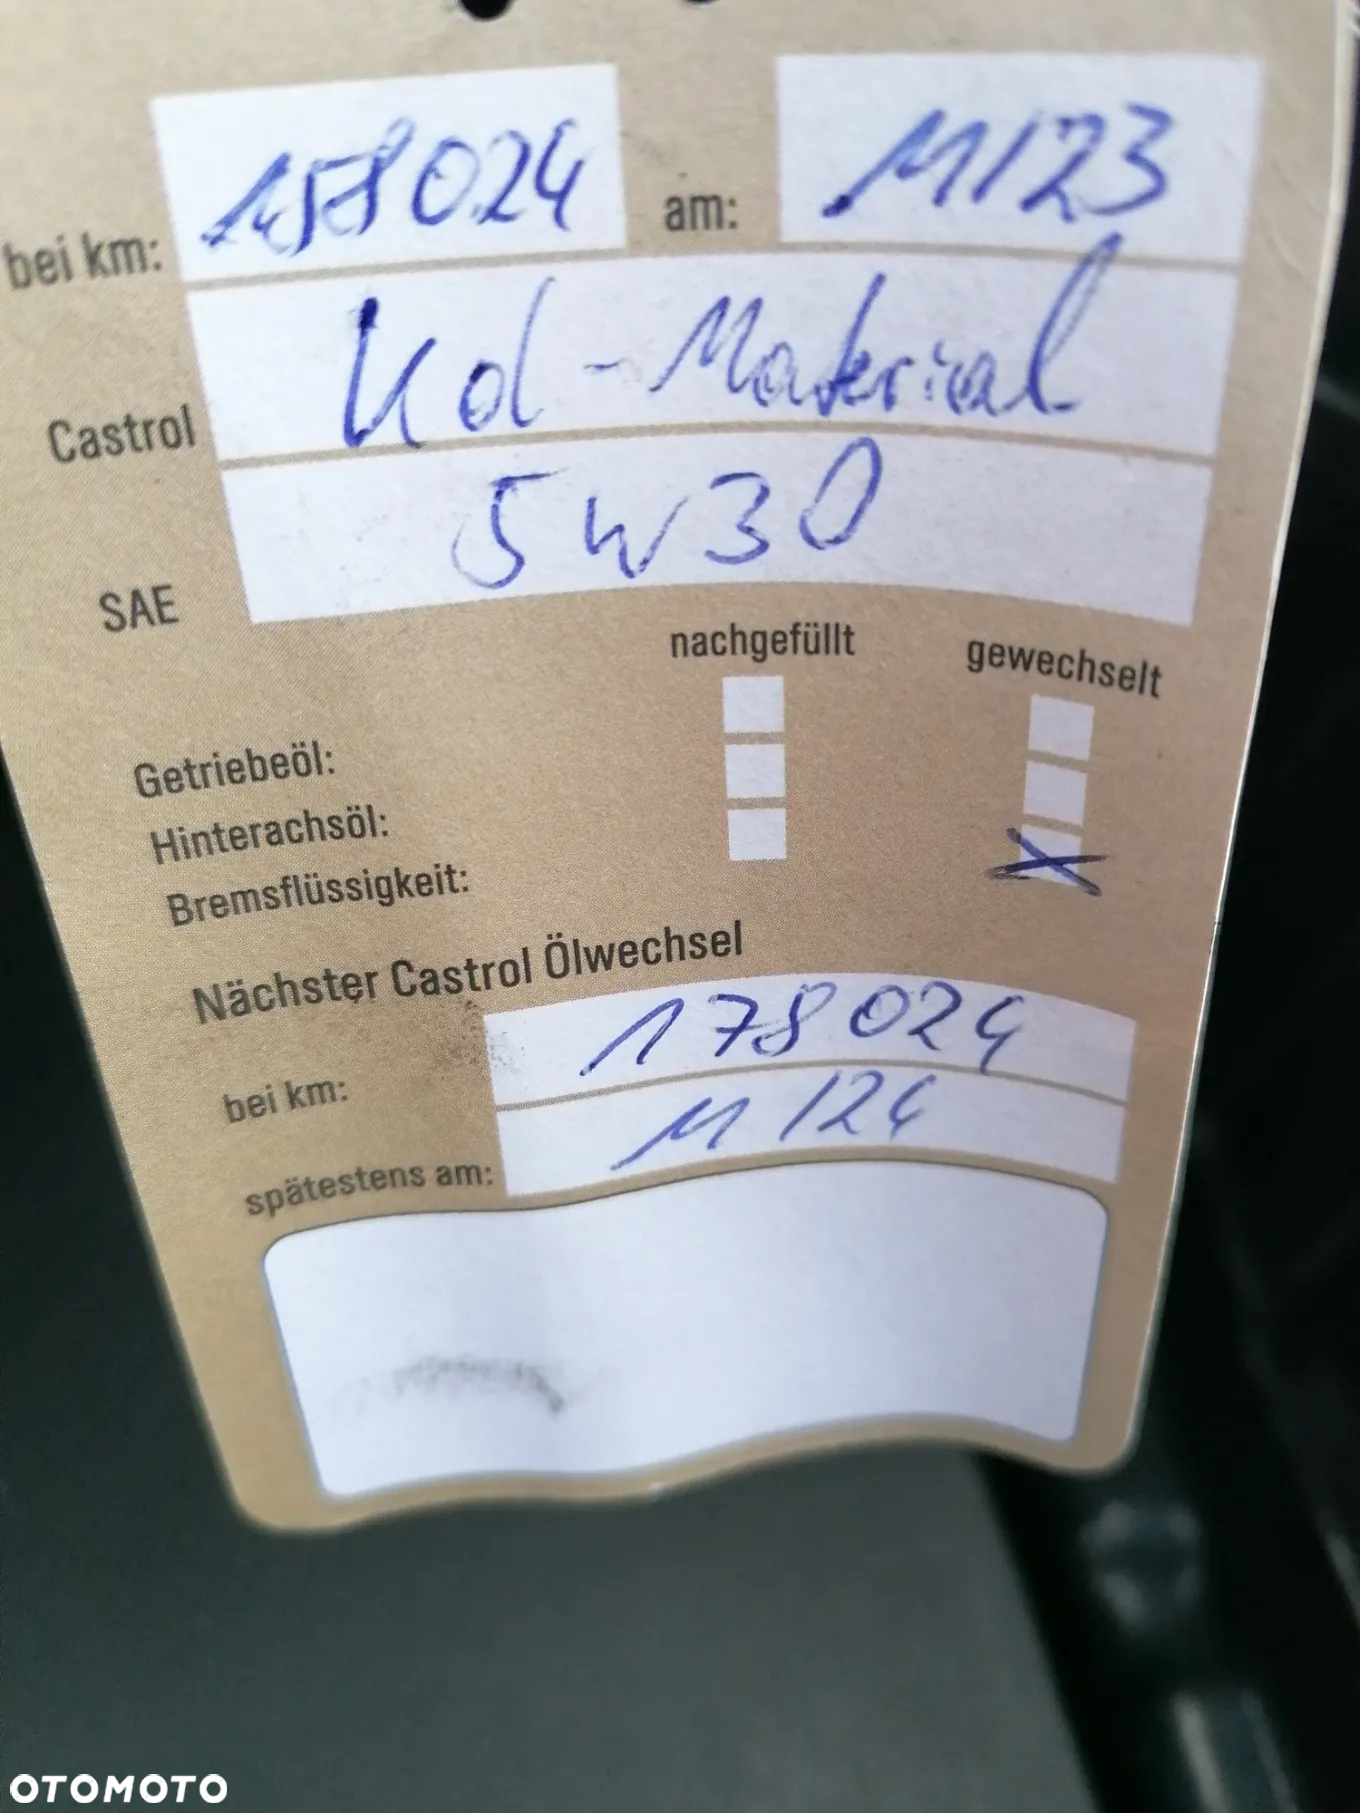 bei km: 158024 am: 11/23
Castrol Kd-Material
SAE 5W30
nachgefüllt gewechselt
Getriebeöl:
Hinterachsöl:
Bremsflüssigkeit: X
Nächster Castrol Ölwechsel
bei km: 178024
spätestens am: 11/24
OTOMOTO